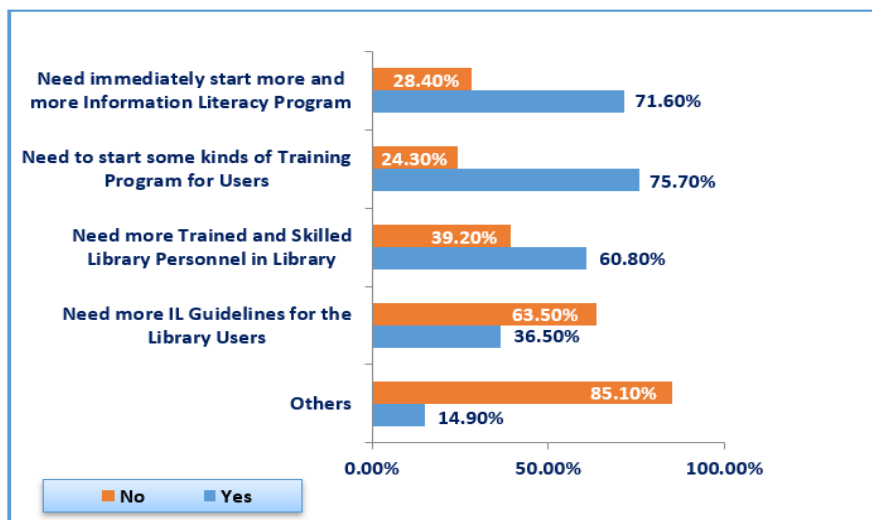 Need immediately start more and
more Information Literacy Program
28.40%
71.60%
Need to start some kinds of Training
Program for Users
24.30%
75.70%
Need more Trained and Skilled
Library Personnel in Library
39.20%
60.80%
Need more IL Guidelines for the
Library Users
63.50%
36.50%
Others
85.10%
14.90%
0.00% 50.00% 100.00%
No Yes